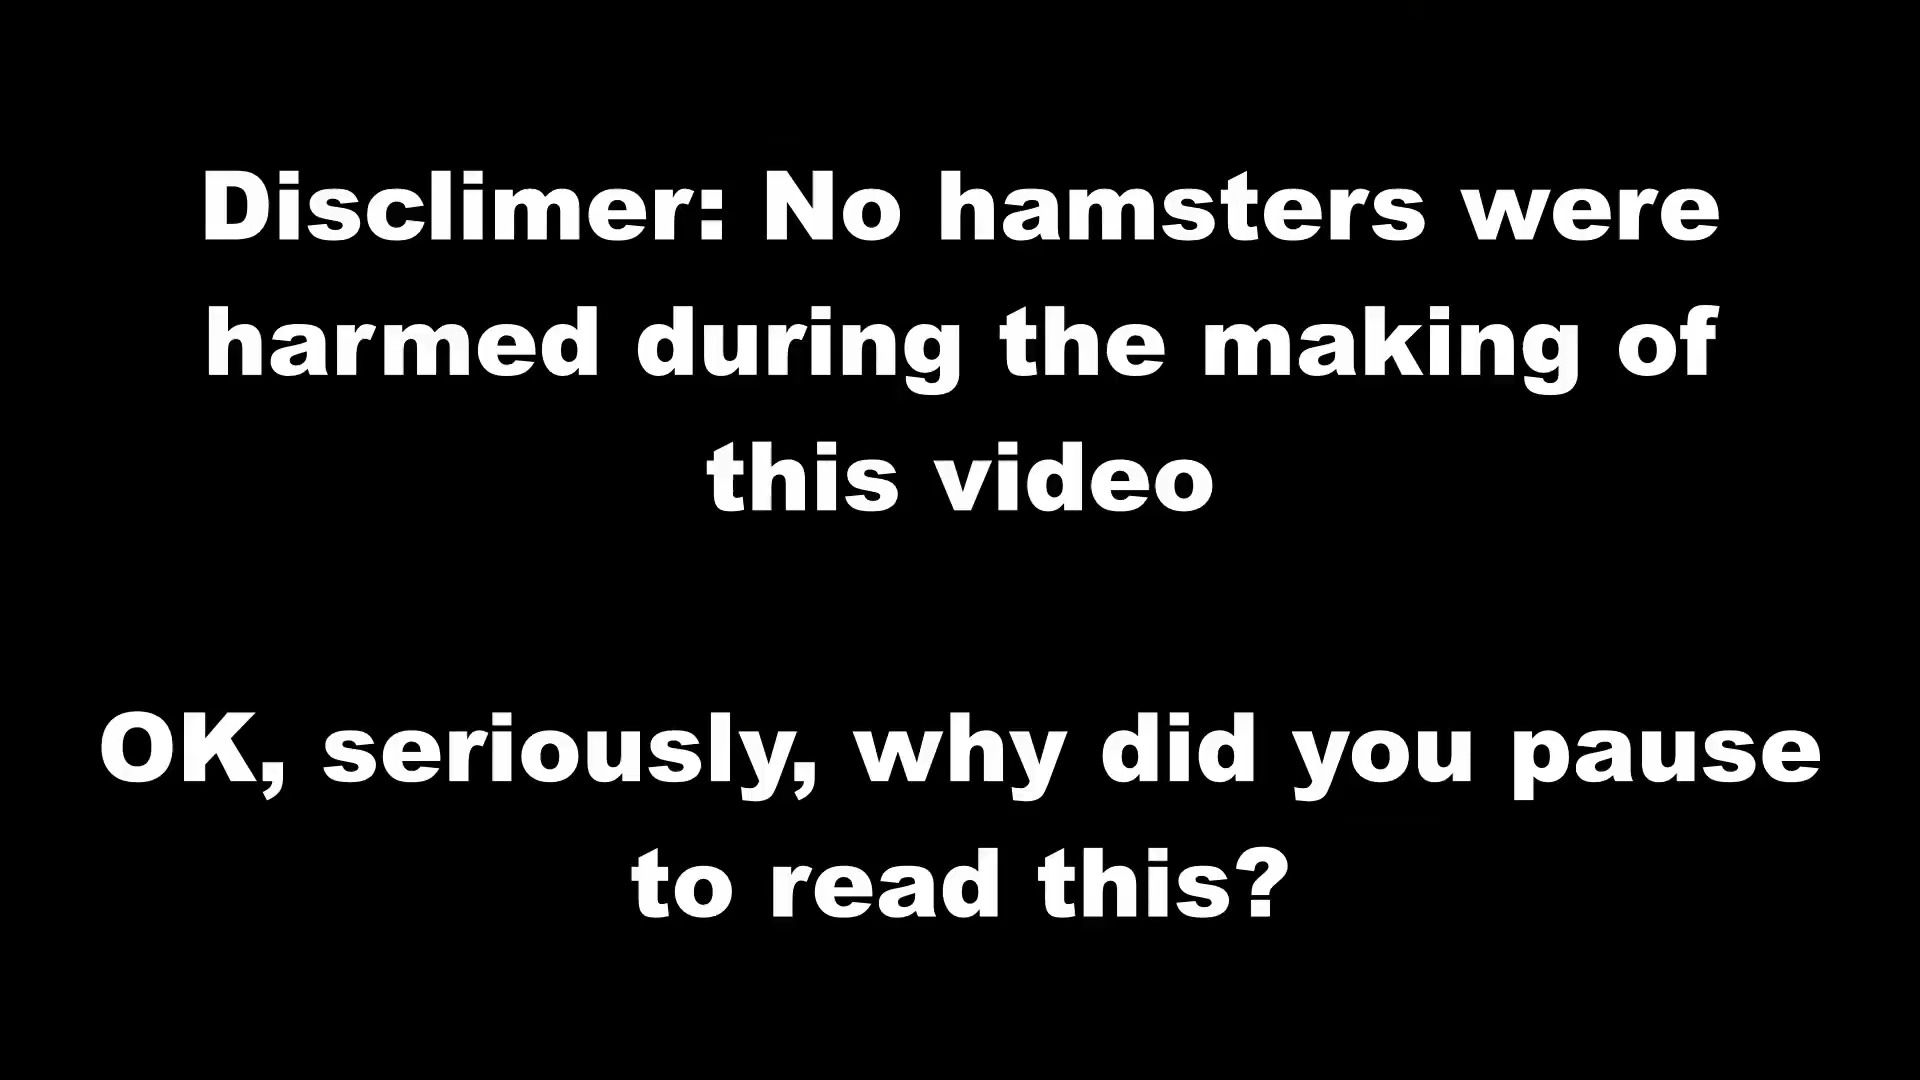 Disclimer: No hamsters were
harmed during the making of
this video
OK, seriously, why did you pause
to read this?